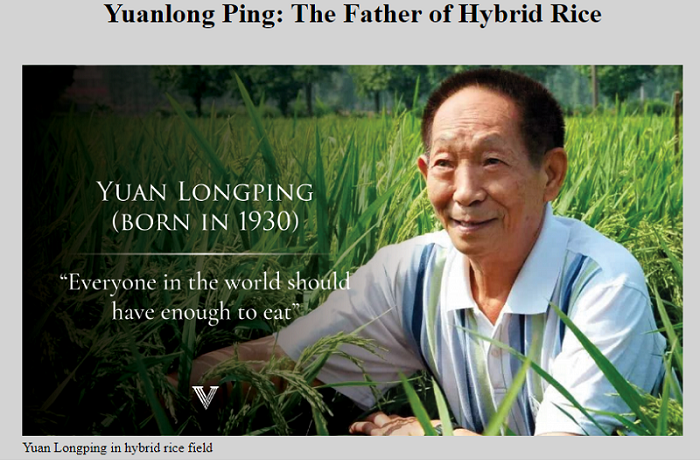 Yuanlong Ping: The Father of Hybrid Rice
YUAN LONGPING
(BORN IN 1930)
“Everyone in the world should
have enough to eat”
V
Yuan Longping in hybrid rice field